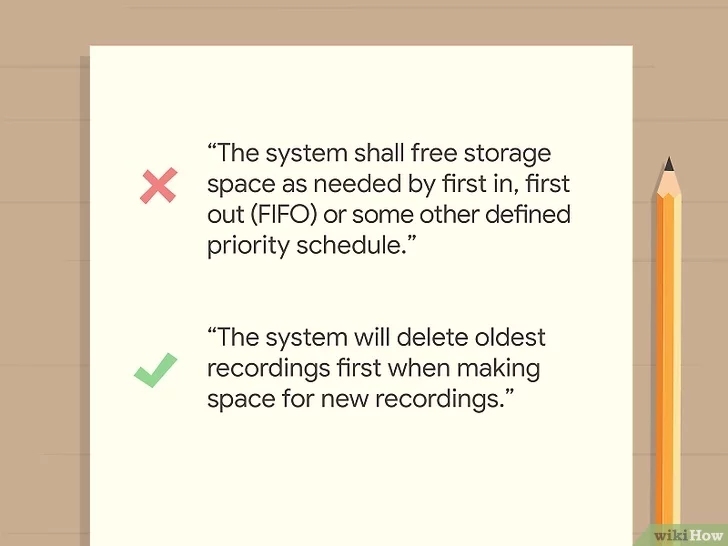 “The system shall free storage
space as needed by first in, first
out (FIFO) or some other defined
priority schedule.”
“The system will delete oldest
recordings first when making
space for new recordings.”
wikiHow